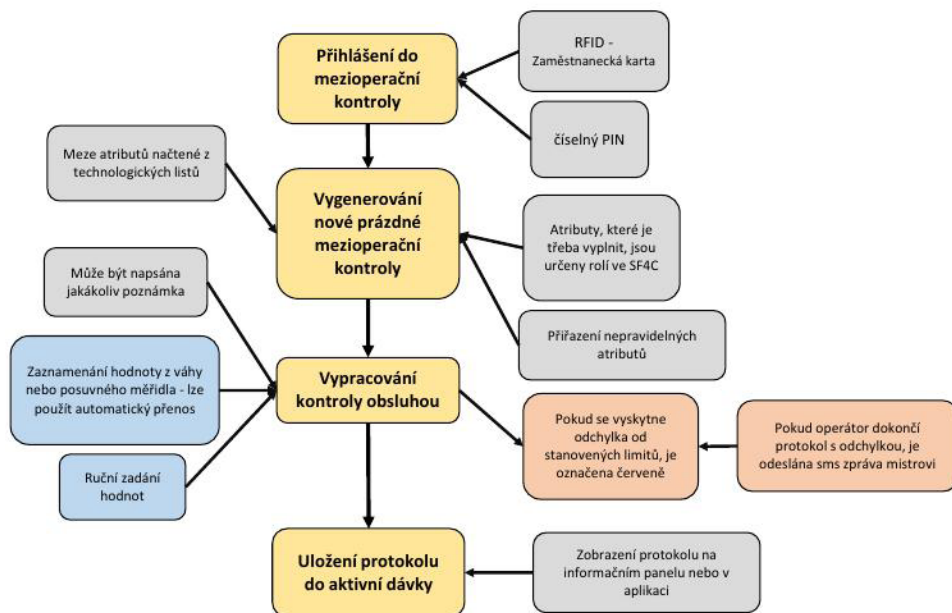 Přihlášení do
mezioperační
kontroly
RFID -
Zaměstnanecká karta
číselný PIN
Meze atributů načtené z
technologických listů
Vygenerování
nové prázdné
mezioperační
kontroly
Atributy, které je
třeba vyplnit, jsou
určeny rolí ve SF4C
Může být napsána
jakákoliv poznámka
Přiřazení nepravidelných
atributů
Zaznamenání hodnoty z váhy
nebo posuvného měřidla - lze
použít automatický přenos
Vypracování
kontroly obsluhou
Pokud se vyskytne
odchylka od
stanovených limitů, je
označena červeně
Pokud operátor dokončí
protokol s odchylkou, je
odeslána sms zpráva mistrovi
Ruční zadání
hodnot
Uložení protokolu
do aktivní dávky
Zobrazení protokolu na
informačním panelu nebo v
aplikaci